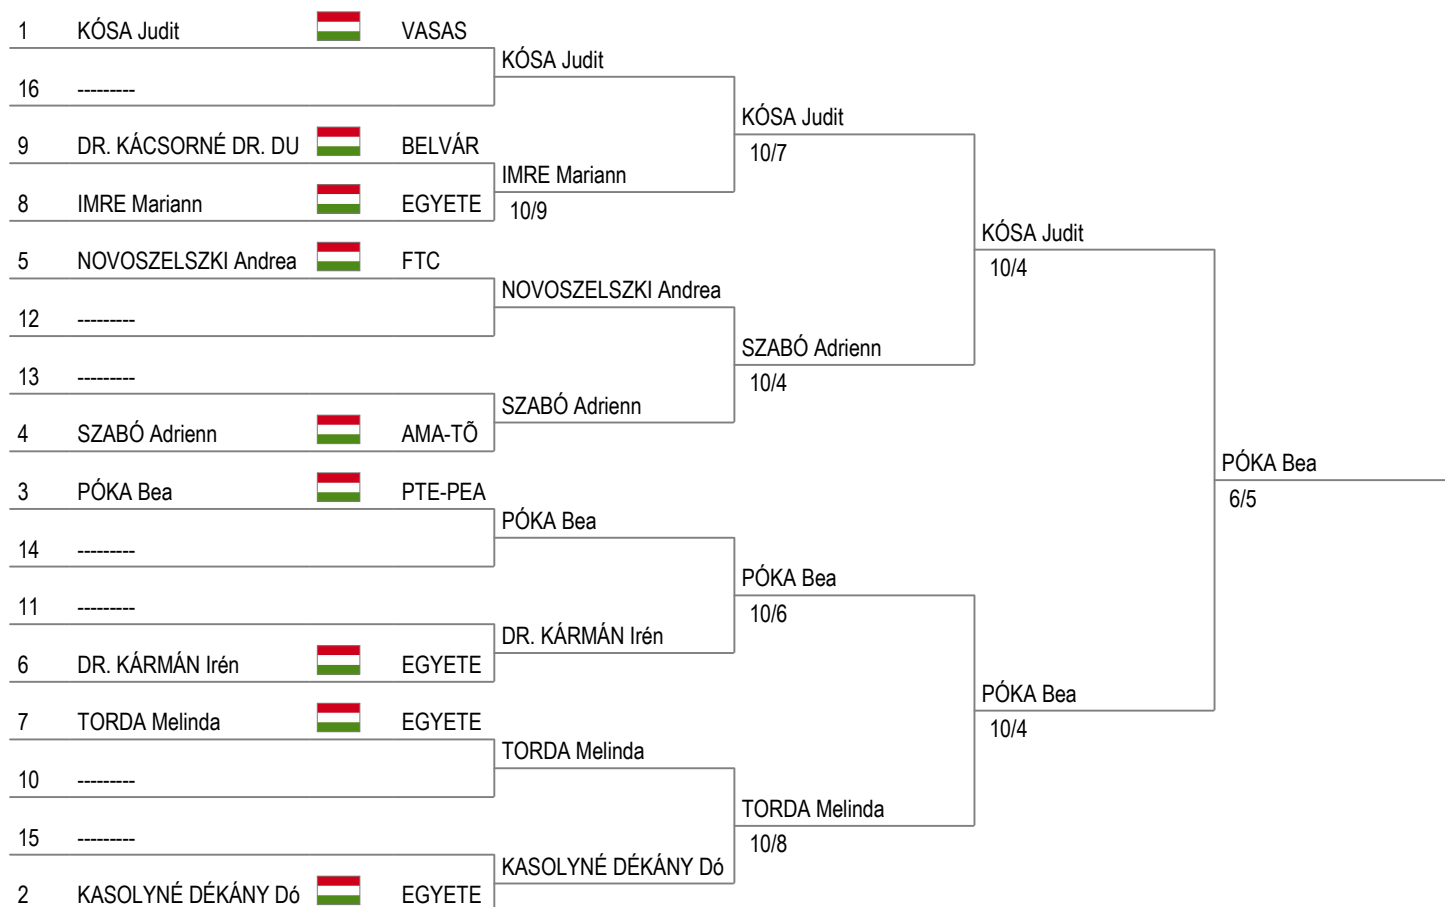 1 KÓSA Judit VASAS
KÓSA Judit
16 ---------
KÓSA Judit
10/7
9 DR. KÁCSORNÉ DR. DU BELVÁR
IMRE Mariann
10/9
8 IMRE Mariann EGYETE
KÓSA Judit
10/4
5 NOVOSZELSZKI Andrea FTC
NOVOSZELSZKI Andrea
12 ---------
SZABÓ Adrienn
10/4
13 ---------
SZABÓ Adrienn
4 SZABÓ Adrienn AMA-TÕ
PÓKA Bea
6/5
3 PÓKA Bea PTE-PEA
PÓKA Bea
14 ---------
PÓKA Bea
10/6
11 ---------
DR. KÁRMÁN Irén
6 DR. KÁRMÁN Irén EGYETE
PÓKA Bea
10/4
7 TORDA Melinda EGYETE
TORDA Melinda
10 ---------
TORDA Melinda
10/8
15 ---------
KASOLYNÉ DÉKÁNY Dó
2 KASOLYNÉ DÉKÁNY Dó EGYETE